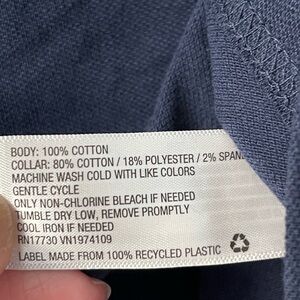 BODY: 100% COTTON
COLLAR: 80% COTTON / 18% POLYESTER / 2% SPAN
MACHINE WASH COLD WITH LIKE COLORS
GENTLE CYCLE
ONLY NON-CHLORINE BLEACH IF NEEDED
TUMBLE DRY LOW, REMOVE PROMPTLY
COOL IRON IF NEEDED
RN17730 VN1974109
LABEL MADE FROM 100% RECYCLED PLASTIC